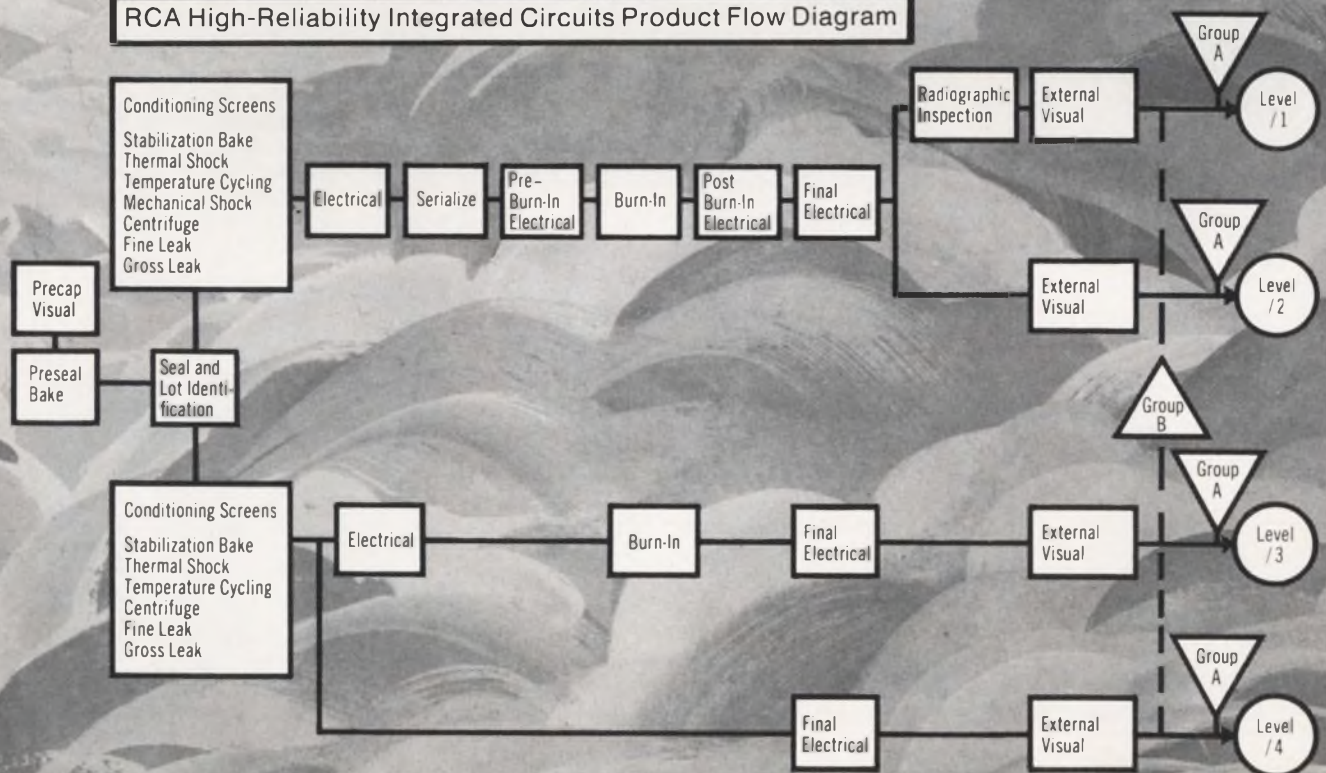 RCA High-Reliability Integrated Circuits Product Flow Diagram
Precap
Visual
Preseal
Bake
Seal and
Lot Identi-
fication
Conditioning Screens
Stabilization Bake
Thermal Shock
Temperature Cycling
Mechanical Shock
Centrifuge
Fine Leak
Gross Leak
Electrical
Serialize
Pre-
Burn-In
Electrical
Burn-In
Post
Burn-In
Electrical
Final
Electrical
Radiographic
Inspection
External
Visual
Group
A
Level
/1
External
Visual
Group
A
Level
/2
Group
B
Conditioning Screens
Stabilization Bake
Thermal Shock
Temperature Cycling
Centrifuge
Fine Leak
Gross Leak
Electrical
Burn-In
Final
Electrical
External
Visual
Group
A
Level
/3
Final
Electrical
External
Visual
Group
A
Level
/4